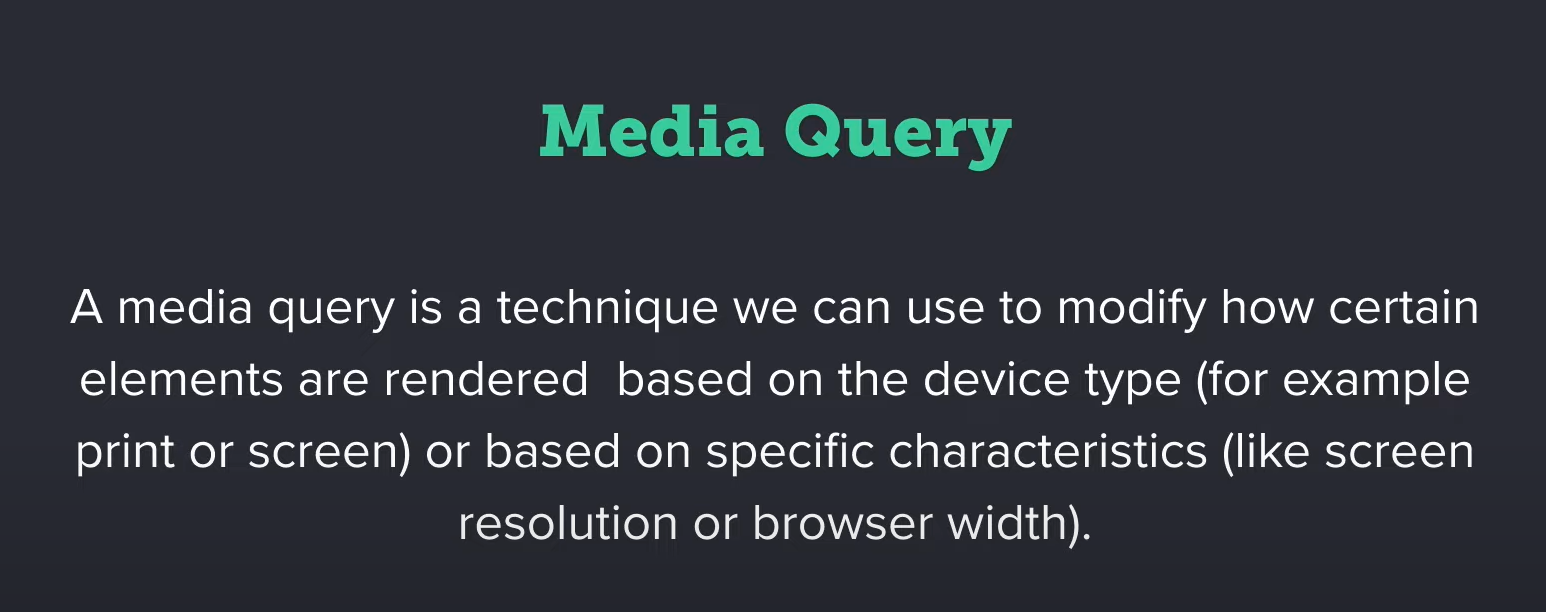 Media Query
A media query is a technique we can use to modify how certain
elements are rendered  based on the device type (for example
print or screen) or based on specific characteristics (like screen
resolution or browser width).